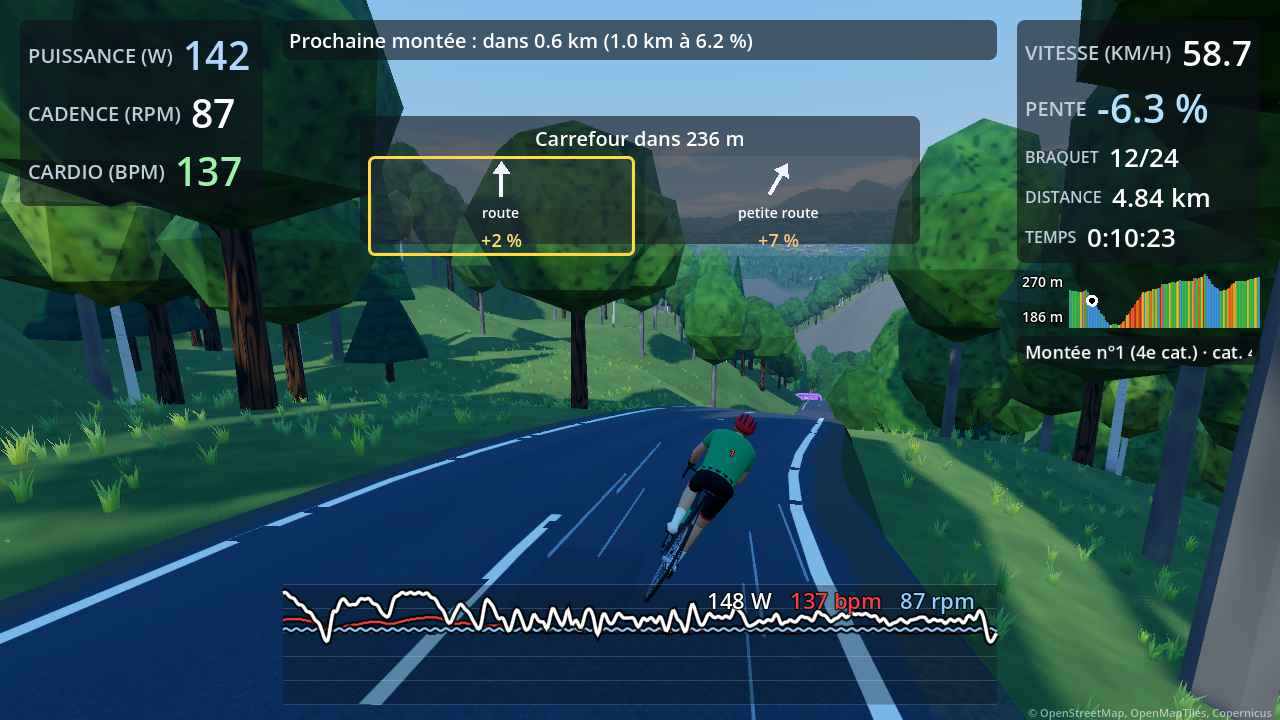 PUISSANCE (W) 142
CADENCE (RPM) 87
CARDIO (BPM) 137
Prochaine montée : dans 0.6 km (1.0 km à 6.2 %)
Carrefour dans 236 m
route
+2 %
petite route
+7 %
VITESSE (KM/H) 58.7
PENTE -6.3 %
BRAQUET 12/24
DISTANCE 4.84 km
TEMPS 0:10:23
270 m
186 m
Montée n°1 (4e cat.) · cat. 4
148 W 137 bpm 87 rpm
© OpenStreetMap, OpenMapTiles, Copernicus